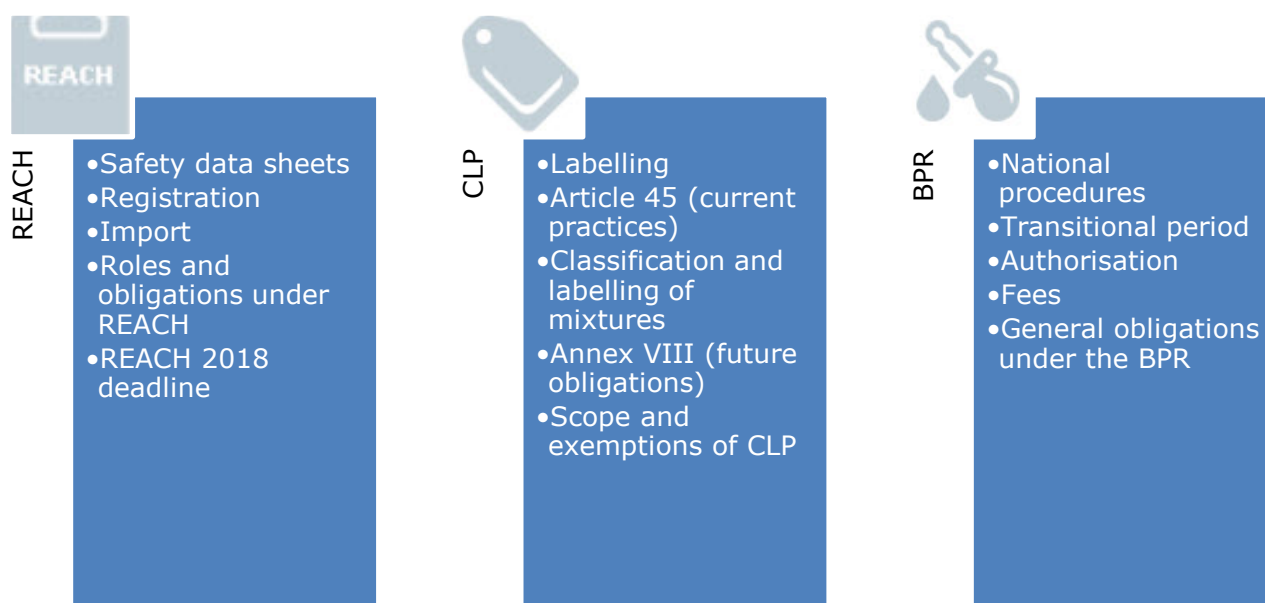 REACH
REACH
•Safety data sheets
•Registration
•Import
•Roles and
obligations under
REACH
•REACH 2018
deadline
CLP
•Labelling
•Article 45 (current
practices)
•Classification and
labelling of
mixtures
•Annex VIII (future
obligations)
•Scope and
exemptions of CLP
BPR
•National
procedures
•Transitional period
•Authorisation
•Fees
•General obligations
under the BPR